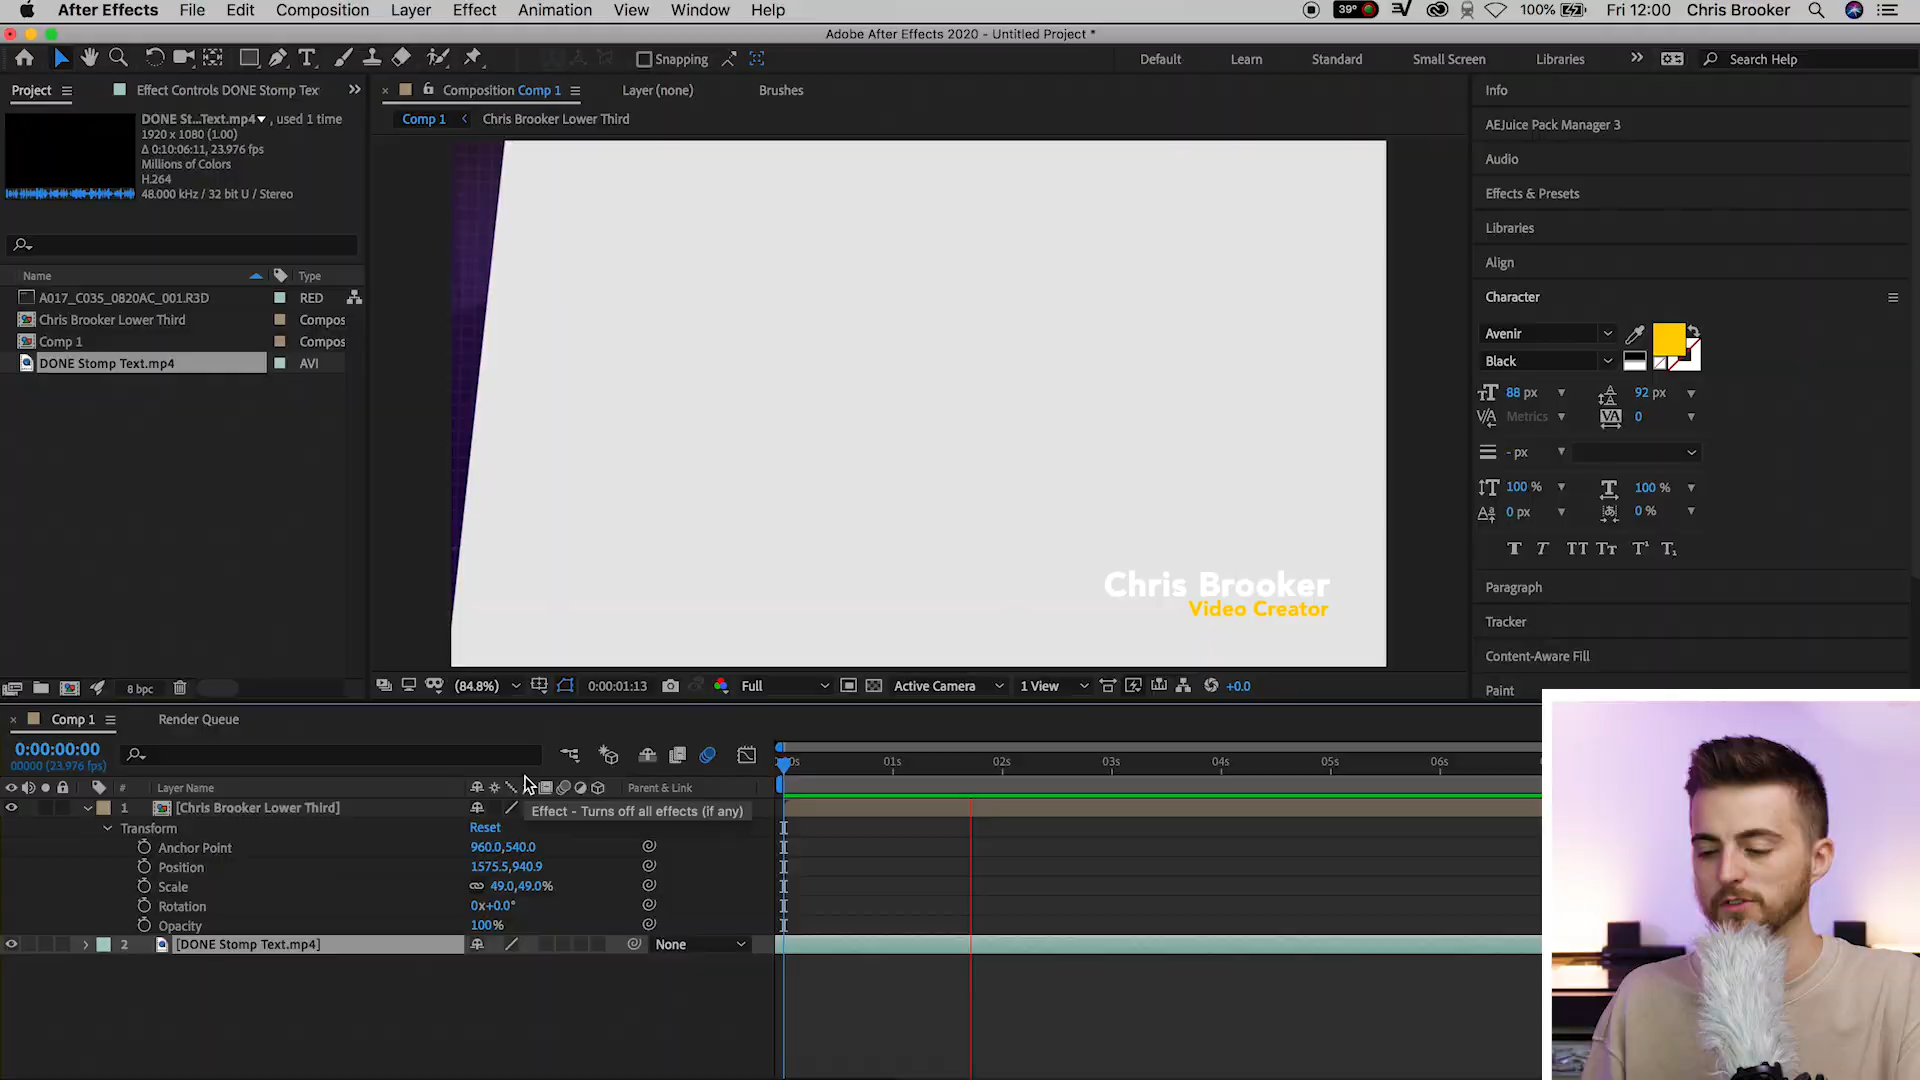 After Effects File Edit Composition Layer Effect Animation View Window Help 39° 100% Fri 12:00 Chris Brooker
Adobe After Effects 2020 - Untitled Project *
Snapping Default Learn Standard Small Screen Libraries Search Help
Project Effect Controls DONE Stomp Tex Composition Comp 1 Layer (none) Brushes
Comp 1 Chris Brooker Lower Third
DONE St...Text.mp4 , used 1 time
1920 x 1080 (1.00)
Δ 0:10:06:11, 23.976 fps
Millions of Colors
H.264
48.000 kHz / 32 bit U / Stereo
Name Type
A017_C035_0820AC_001.R3D RED
Chris Brooker Lower Third Compos
Comp 1 Compos
DONE Stomp Text.mp4 AVI
Chris Brooker
Video Creator
Info
AEJuice Pack Manager 3
Audio
Effects & Presets
Libraries
Align
Character
Avenir
Black
88 px 92 px
Metrics 0
- px
100 % 100 %
0 px 0 %
T T TT Tt T¹ T₁
Paragraph
Tracker
Content-Aware Fill
Paint
8 bpc (84.8%) 0:00:01:13 Full Active Camera 1 View +0.0
Comp 1 Render Queue
0:00:00:00
00000 (23.976 fps)
01s 02s 03s 04s 05s 06s
# Layer Name Parent & Link
1 [Chris Brooker Lower Third]
Effect - Turns off all effects (if any)
Transform Reset
Anchor Point 960.0,540.0
Position 1575.5,940.9
Scale 49.0,49.0%
Rotation 0x+0.0°
Opacity 100%
2 [DONE Stomp Text.mp4] None